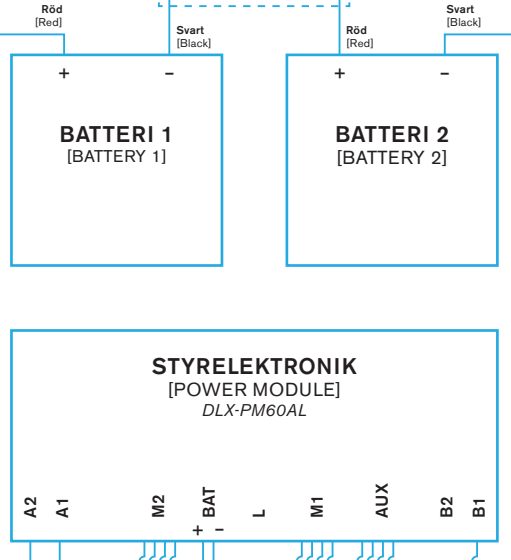 Röd
[Red]
Svart
[Black]
Röd
[Red]
Svart
[Black]
+ –
BATTERI 1
[BATTERY 1]
+ –
BATTERI 2
[BATTERY 2]
STYRELEKTRONIK
[POWER MODULE]
DLX-PM60AL
A2
A1
M2
BAT
+ –
L
M1
AUX
B2
B1